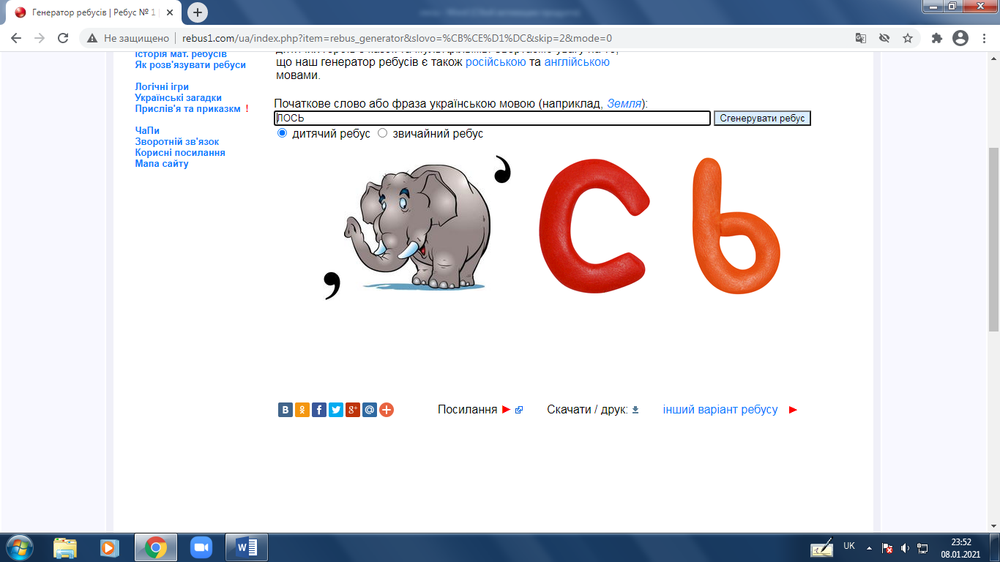 Генератор ребусів | Ребус № 1
Не защищено
rebus1.com/ua/index.php?item=rebus_generator&slovo=%CB%CE%D1%DC&skip=2&mode=0
Історія мат. ребусів
Як розв'язувати ребуси
Логічні ігри
Українські загадки
Прислів'я та приказки !
ЧаПи
Зворотній зв'язок
Корисні посилання
Мапа сайту
що наш генератор ребусів є також російською та англійською
мовами.
Початкове слово або фраза українською мовою (наприклад, Земля):
ЛОСЬ
Сгенерувати ребус
дитячий ребус звичайний ребус
, , С Ь
Посилання
Скачати / друк:
інший варіант ребусу
UK
23:52
08.01.2021